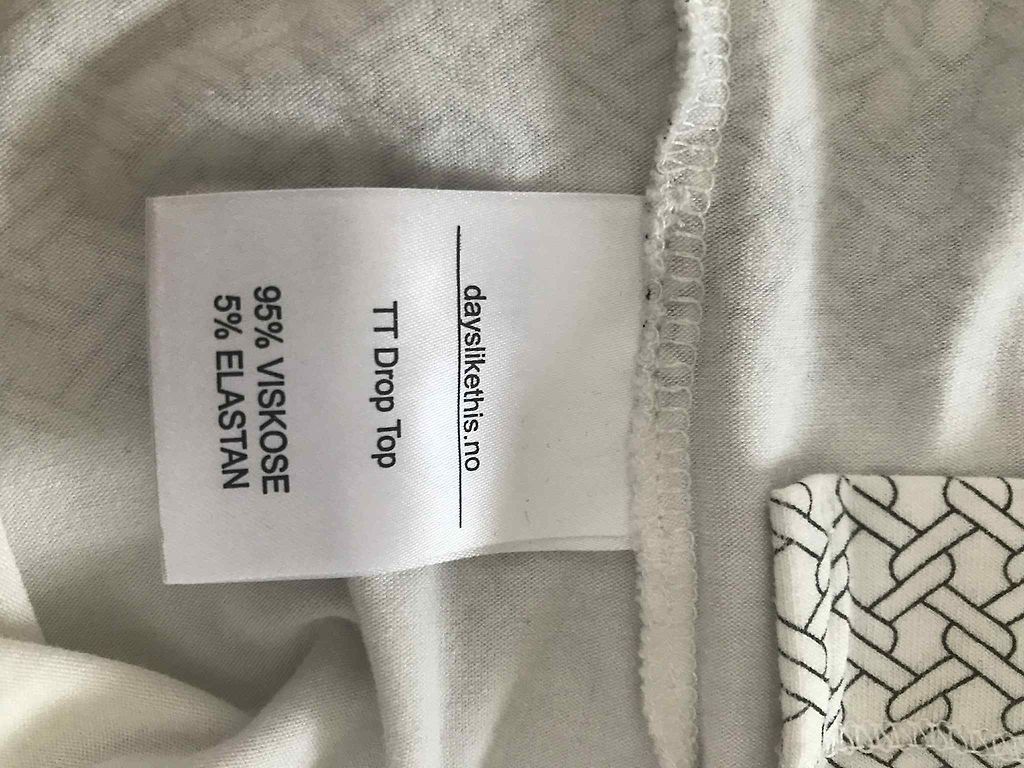 dayslikethis.no
TT Drop Top
95% VISKOSE
5% ELASTAN